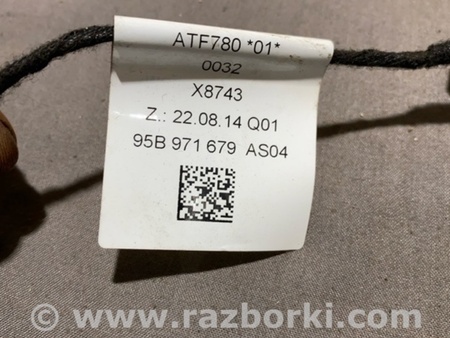 ATF780 *01*
0032
X8743
Z.: 22.08.14 Q01
95B 971 679 AS04
© www.razborki.com